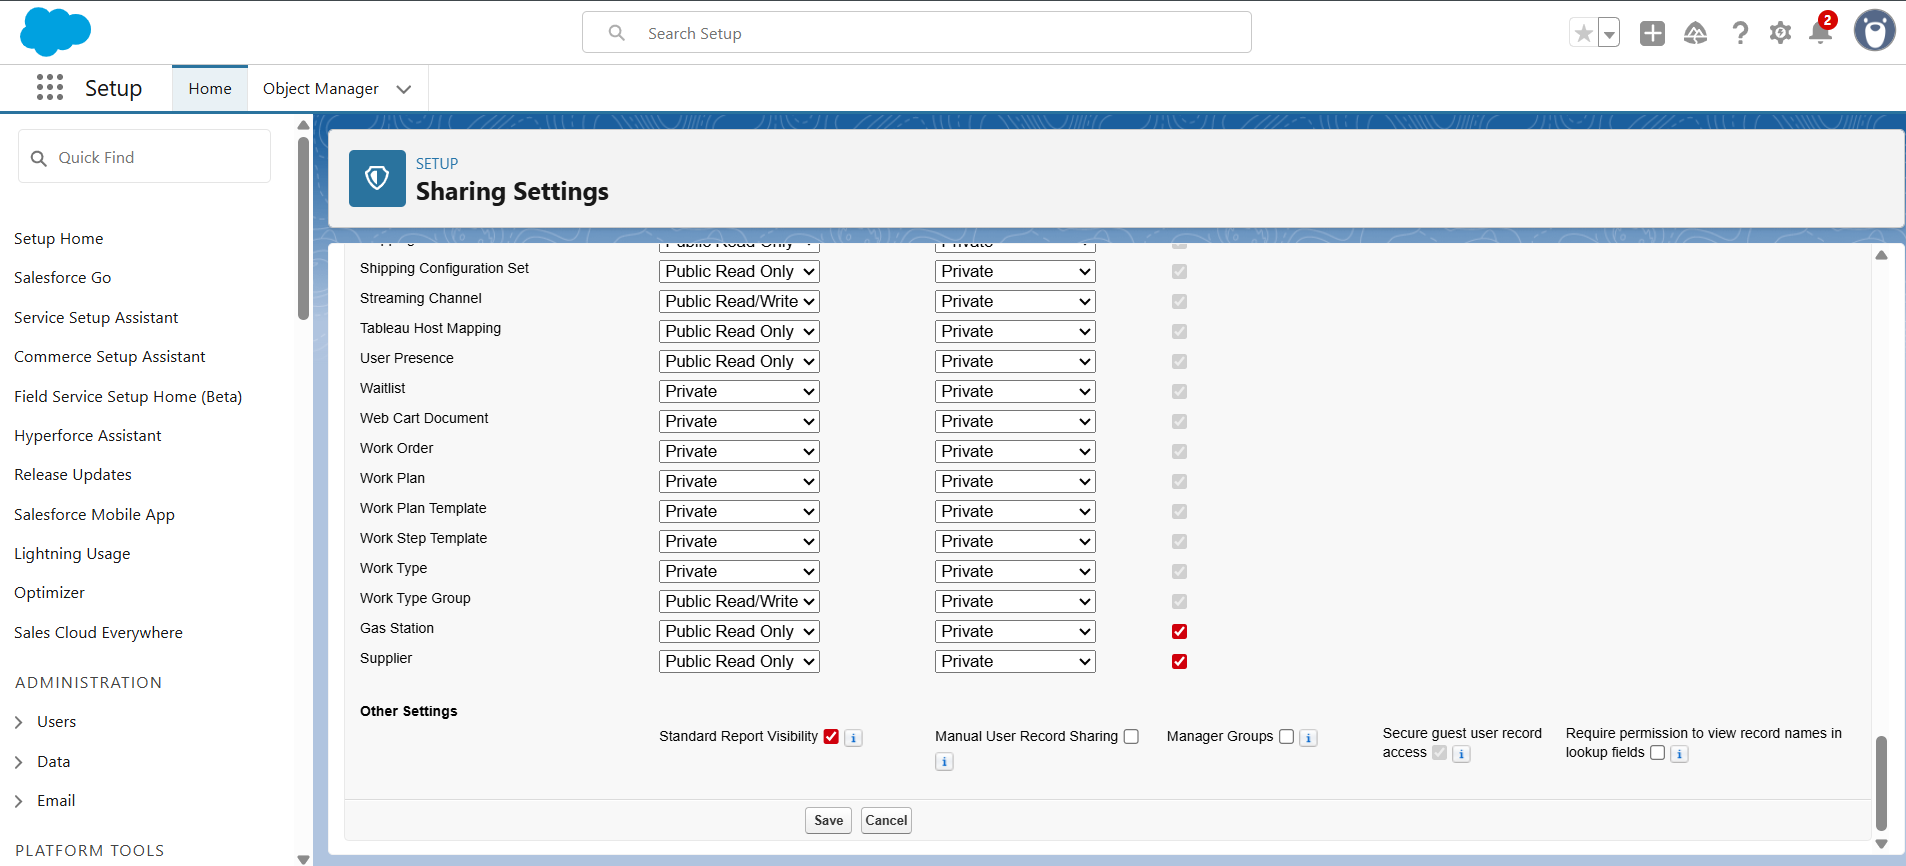 Search Setup
2
Setup
Home
Object Manager
Quick Find
Setup Home
Salesforce Go
Service Setup Assistant
Commerce Setup Assistant
Field Service Setup Home (Beta)
Hyperforce Assistant
Release Updates
Salesforce Mobile App
Lightning Usage
Optimizer
Sales Cloud Everywhere
ADMINISTRATION
Users
Data
Email
PLATFORM TOOLS
SETUP
Sharing Settings
Public Read Only Private
Shipping Configuration Set Public Read Only Private
Streaming Channel Public Read/Write Private
Tableau Host Mapping Public Read Only Private
User Presence Public Read Only Private
Waitlist Private Private
Web Cart Document Private Private
Work Order Private Private
Work Plan Private Private
Work Plan Template Private Private
Work Step Template Private Private
Work Type Private Private
Work Type Group Public Read/Write Private
Gas Station Public Read Only Private
Supplier Public Read Only Private
Other Settings
Standard Report Visibility i
Manual User Record Sharing
i
Manager Groups i
Secure guest user record
access i
Require permission to view record names in
lookup fields i
Save Cancel